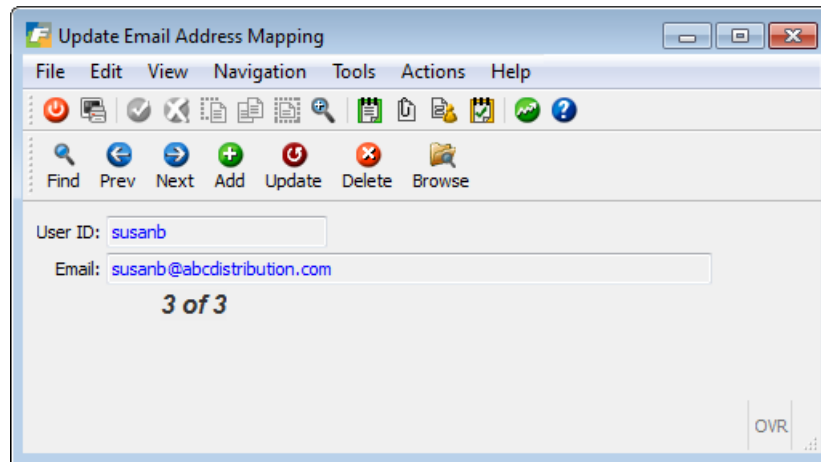 Update Email Address Mapping
File Edit View Navigation Tools Actions Help
Find Prev Next Add Update Delete Browse
User ID: susanb
Email: susanb@abcdistribution.com
3 of 3
OVR